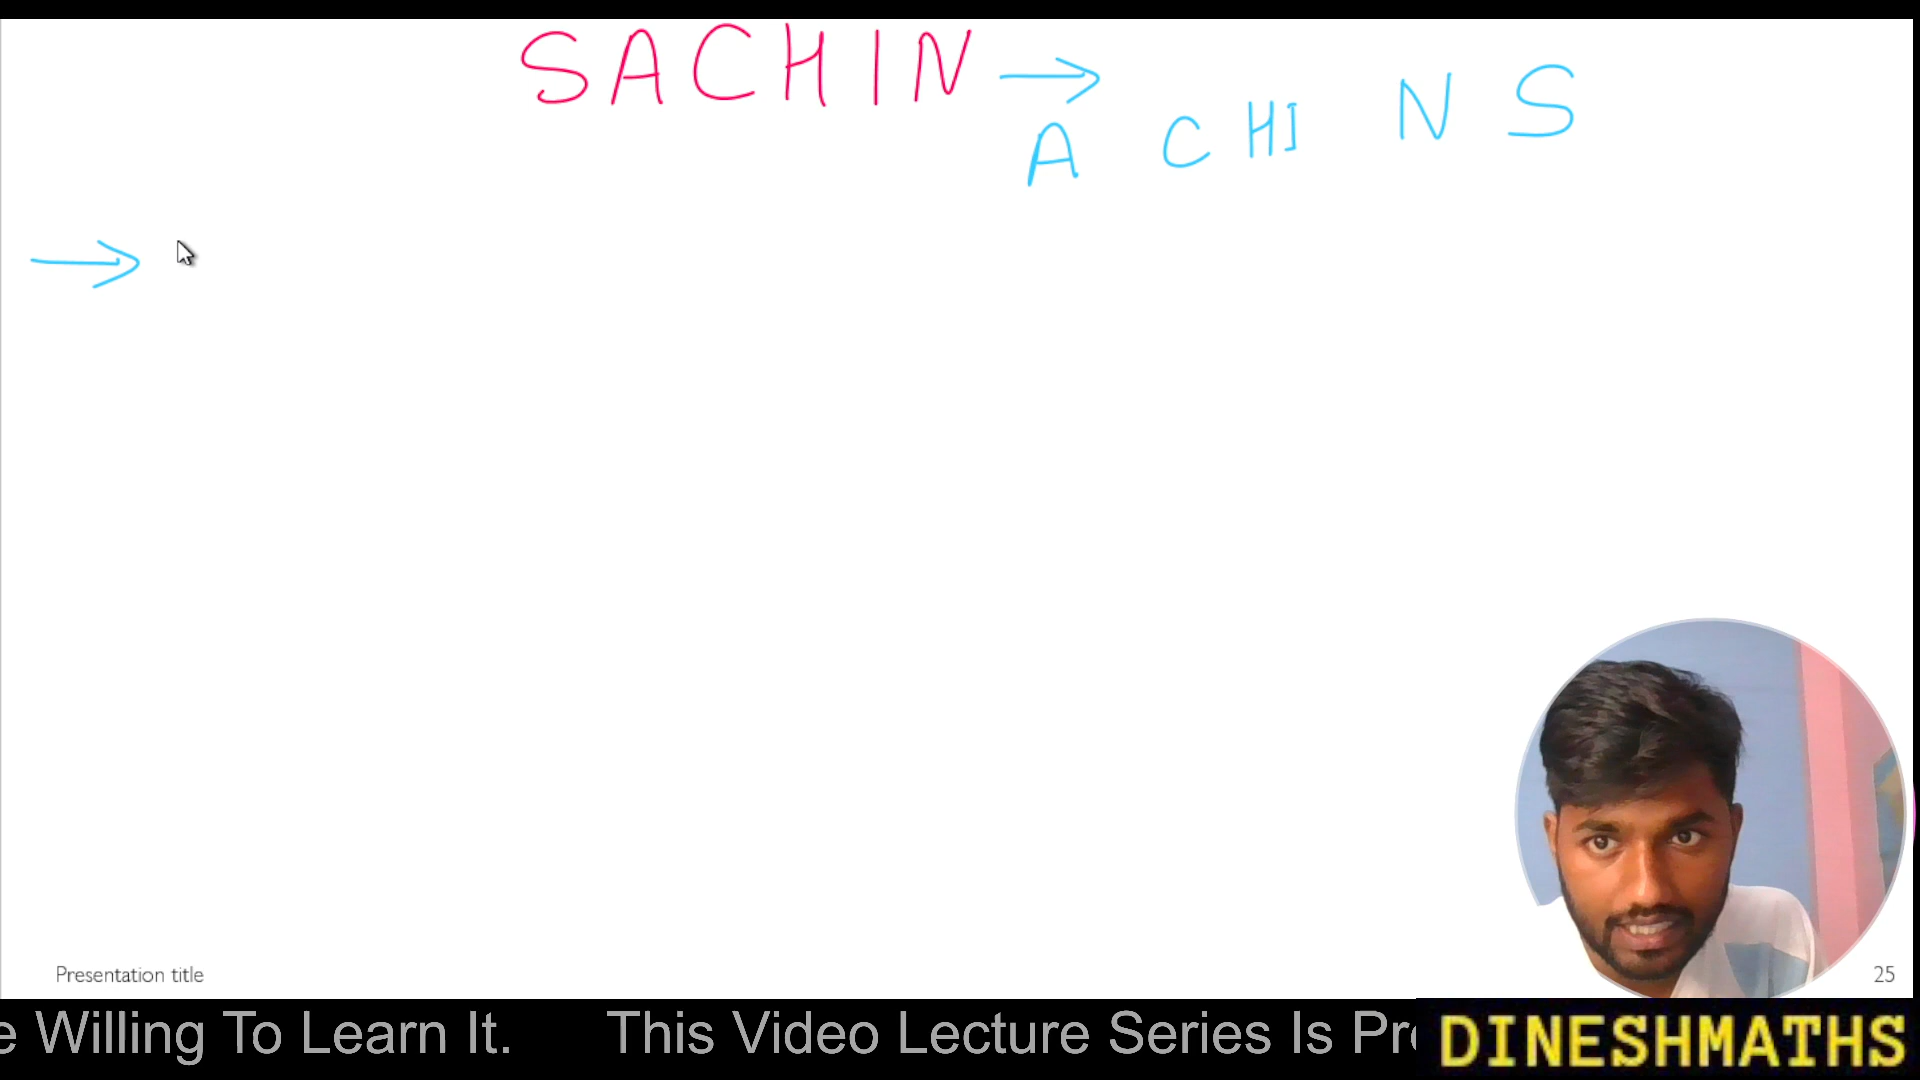 SACHIN →
A C HI N S
→
Presentation title
25
e Willing To Learn It. This Video Lecture Series Is Pr
DINESHMATHS